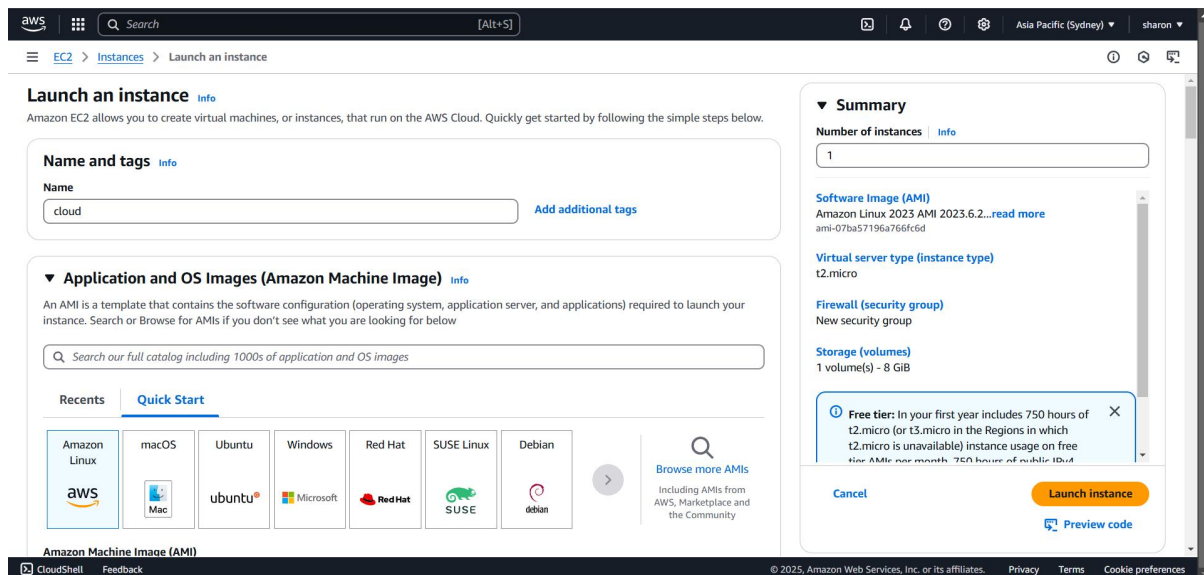 aws
Search [Alt+S]
Asia Pacific (Sydney) ▼
sharon ▼
EC2 > Instances > Launch an instance
Launch an instance Info
Amazon EC2 allows you to create virtual machines, or instances, that run on the AWS Cloud. Quickly get started by following the simple steps below.
Name and tags Info
Name
cloud
Add additional tags
▼ Application and OS Images (Amazon Machine Image) Info
An AMI is a template that contains the software configuration (operating system, application server, and applications) required to launch your
instance. Search or Browse for AMIs if you don't see what you are looking for
below
Search our full catalog including 1000s of application and OS images
Recents
Quick Start
Amazon
Linux
aws
macOS
Mac
Ubuntu
ubuntu
Windows
Microsoft
Red Hat
Red Hat
SUSE Linux
SUSE
Debian
debian
Browse more AMIs
Including AMIs from
AWS, Marketplace and
the Community
Amazon Machine Image (AMI)
▼ Summary
Number of instances Info
1
Software Image (AMI)
Amazon Linux 2023 AMI 2023.6.2...read more
ami-07ba57196a766fc6d
Virtual server type (instance type)
t2.micro
Firewall (security group)
New security group
Storage (volumes)
1 volume(s) - 8 GiB
Free tier: In your first year includes 750 hours of
t2.micro (or t3.micro in the Regions in which
t2.micro is unavailable) instance usage on free
tier AMIs per month, 750 hours of public IPv4
Cancel
Launch instance
Preview code
CloudShell Feedback
© 2025, Amazon Web Services, Inc. or its affiliates. Privacy Terms Cookie preferences